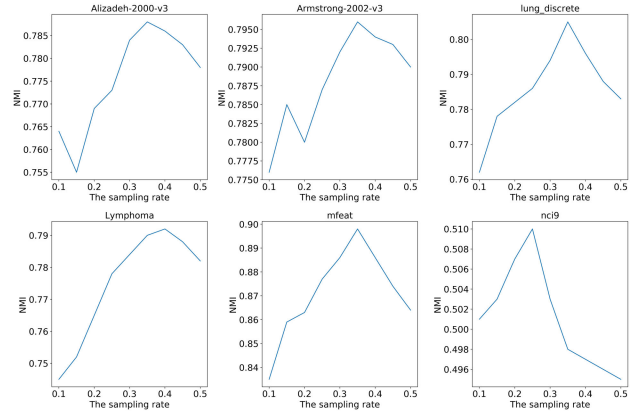 Alizadeh-2000-v3
NMI
0.785
0.780
0.775
0.770
0.765
0.760
0.755
0.1 0.2 0.3 0.4 0.5
The sampling rate
Armstrong-2002-v3
NMI
0.7950
0.7925
0.7900
0.7875
0.7850
0.7825
0.7800
0.7775
0.7750
0.1 0.2 0.3 0.4 0.5
The sampling rate
lung_discrete
NMI
0.80
0.79
0.78
0.77
0.76
0.1 0.2 0.3 0.4 0.5
The sampling rate
Lymphoma
NMI
0.79
0.78
0.77
0.76
0.75
0.1 0.2 0.3 0.4 0.5
The sampling rate
mfeat
NMI
0.90
0.89
0.88
0.87
0.86
0.85
0.84
0.1 0.2 0.3 0.4 0.5
The sampling rate
nci9
NMI
0.510
0.508
0.506
0.504
0.502
0.500
0.498
0.496
0.1 0.2 0.3 0.4 0.5
The sampling rate